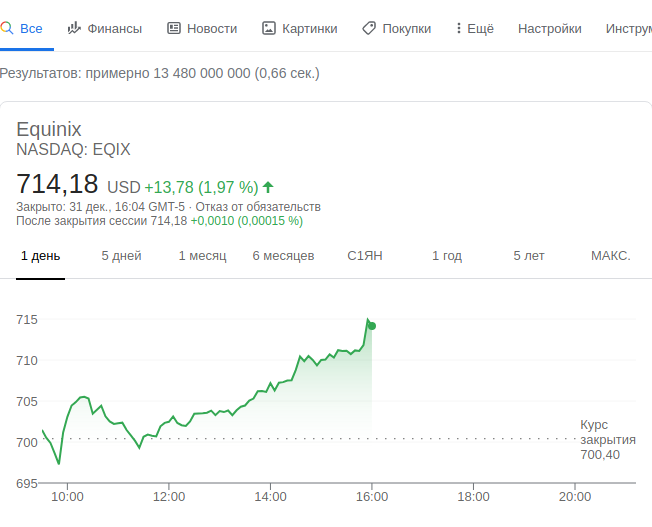 Все Финансы Новости Картинки Покупки Ещё Настройки
Результатов: примерно 13 480 000 000 (0,66 сек.)
Equinix
NASDAQ: EQIX
714,18 USD +13,78 (1,97 %)
Закрыто: 31 дек., 16:04 GMT-5 · Отказ от обязательств
После закрытия сессии 714,18 +0,0010 (0,00015 %)
1 день 5 дней 1 месяц 6 месяцев С1ЯН 1 год 5 лет МАКС.
715
710
705
700
695
Курс
закрытия
700,40
10:00 12:00 14:00 16:00 18:00 20:00